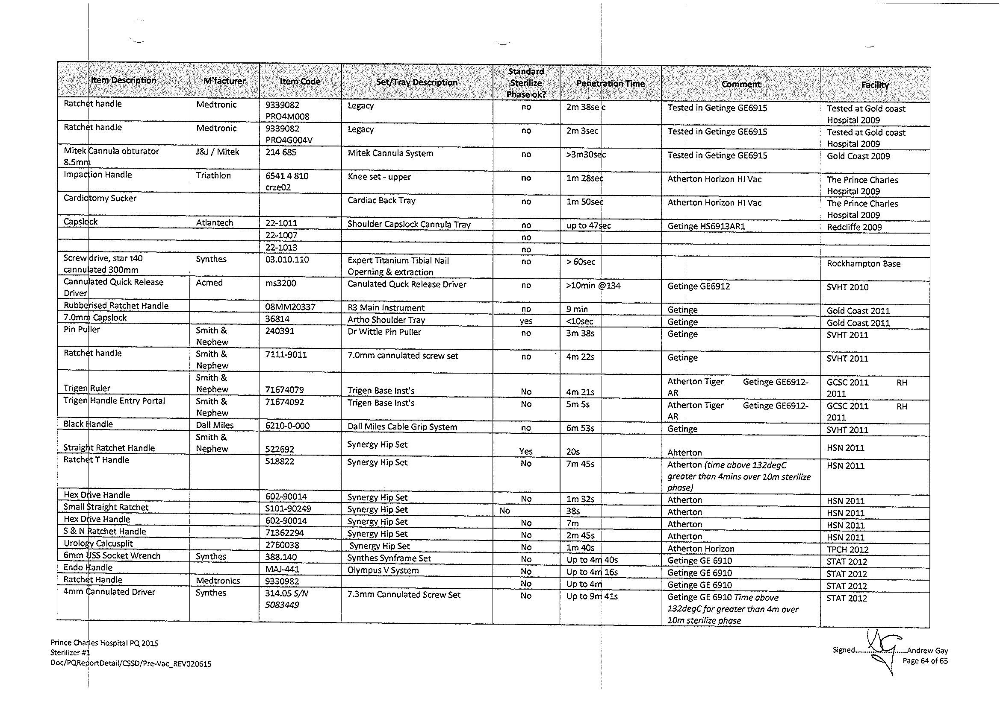 Item Description M'facturer Item Code Set/Tray Description Standard Sterilize Phase ok? Penetration Time Comment Facility
Ratchet handle Medtronic 9339082 Legacy no 2m 38sec Tested in Getinge GE6915 Tested at Gold coast
PRO4M008 Hospital 2009
Ratchet handle Medtronic 9339082 Legacy no 2m 3sec Tested in Getinge GE6915 Tested at Gold coast
PRO4G004V Hospital 2009
Mitek Cannula obturator J&J / Mitek 214 685 Mitek Cannula System no >3m30sec Tested in Getinge GE6915 Gold Coast 2009
8.5mm
Impaction Handle Triathlon 6541 4 810 Knee set - upper no 1m 28sec Atherton Horizon HI Vac The Prince Charles
crze02 Hospital 2009
Cardiotomy Sucker Cardiac Back Tray no 1m 50sec Atherton Horizon HI Vac The Prince Charles
Hospital 2009
Capslock Atlantech 22-1011 Shoulder Capslock Cannula Tray no up to 47sec Getinge HS6913AR1 Redcliffe 2009
22-1007 no
22-1013 no
Screw drive, star t40 Synthes 03.010.110 Expert Titanium Tibial Nail no > 60sec Rockhampton Base
cannulated 300mm Operning & extraction
Cannulated Quick Release Acmed ms3200 Canulated Quck Release Driver no >10min @134 Getinge GE6912 SVHT 2010
Driver
Rubberised Ratchet Handle 08MM20337 R3 Main Instrument no 9 min Getinge Gold Coast 2011
7.0mm Capslock 36814 Artho Shoulder Tray yes <10sec Getinge Gold Coast 2011
Pin Puller Smith & 240391 Dr Wittle Pin Puller no 3m 38s Getinge SVHT 2011
Nephew
Ratchet handle Smith & 7111-9011 7.0mm cannulated screw set no 4m 22s Getinge SVHT 2011
Nephew
Smith & Atherton Tiger Getinge GE6912- GCSC 2011 RH
Trigen Ruler Nephew 71674079 Trigen Base Inst's No 4m 21s AR 2011
Trigen Handle Entry Portal Smith & 71674092 Trigen Base Inst's No 5m 5s Atherton Tiger Getinge GE6912- GCSC 2011 RH
Nephew AR 2011
Black Handle Dall Miles 6210-0-000 Dall Miles Cable Grip System no 6m 53s Getinge SVHT 2011
Smith &
Straight Ratchet Handle Nephew 522692 Synergy Hip Set Yes 20s Ahterton HSN 2011
Ratchet T Handle 518822 Synergy Hip Set No 7m 45s Atherton (time above 132degC HSN 2011
greater than 4mins over 10m sterilize
phase)
Hex Drive Handle 602-90014 Synergy Hip Set No 1m 32s Atherton HSN 2011
Small Straight Ratchet S101-90249 Synergy Hip Set No 38s Atherton HSN 2011
Hex Drive Handle 602-90014 Synergy Hip Set No 7m Atherton HSN 2011
S & N Ratchet Handle 71362294 Synergy Hip Set No 2m 45s Atherton HSN 2011
Urology Calcusplit 2760038 Synergy Hip Set No 1m 40s Atherton Horizon TPCH 2012
6mm USS Socket Wrench Synthes 388.140 Synthes Synframe Set No Up to 4m 40s Getinge GE 6910 STAT 2012
Endo Handle MAJ-441 Olympus V System No Up to 4m 16s Getinge GE 6910 STAT 2012
Ratchet Handle Medtronics 9330982 No Up to 4m Getinge GE 6910 STAT 2012
4mm Cannulated Driver Synthes 314.05 S/N 7.3mm Cannulated Screw Set No Up to 9m 41s Getinge GE 6910 Time above STAT 2012
5083449 132degC for greater than 4m over
10m sterilize phase
Prince Charles Hospital PQ 2015
Sterilizer #1 Signed..............Andrew Gay
Doc/PQReportDetail/CSSD/Pre-Vac_REV020615 Page 64 of 65